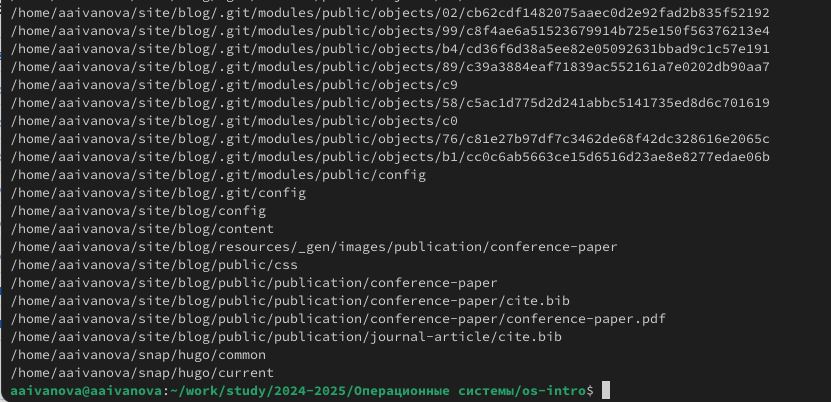 /home/aaivanova/site/blog/.git/modules/public/objects/02/cb62cdf1482075aaec0d2e92fad2b835f52192
/home/aaivanova/site/blog/.git/modules/public/objects/99/c8f4ae6a51523679914b725e150f56376213e4
/home/aaivanova/site/blog/.git/modules/public/objects/b4/cd36f6d38a5ee82e05092631bbad9c1c57e191
/home/aaivanova/site/blog/.git/modules/public/objects/89/c39a3884eaf71839ac552161a7e0202db90aa7
/home/aaivanova/site/blog/.git/modules/public/objects/c9
/home/aaivanova/site/blog/.git/modules/public/objects/58/c5ac1d775d2d241abbc5141735ed8d6c701619
/home/aaivanova/site/blog/.git/modules/public/objects/c0
/home/aaivanova/site/blog/.git/modules/public/objects/76/c81e27b97df7c3462de68f42dc328616e2065c
/home/aaivanova/site/blog/.git/modules/public/objects/b1/cc0c6ab5663ce15d6516d23ae8e8277edae06b
/home/aaivanova/site/blog/.git/modules/public/config
/home/aaivanova/site/blog/.git/config
/home/aaivanova/site/blog/config
/home/aaivanova/site/blog/content
/home/aaivanova/site/blog/resources/_gen/images/publication/conference-paper
/home/aaivanova/site/blog/public/css
/home/aaivanova/site/blog/public/publication/conference-paper
/home/aaivanova/site/blog/public/publication/conference-paper/cite.bib
/home/aaivanova/site/blog/public/publication/conference-paper/conference-paper.pdf
/home/aaivanova/site/blog/public/publication/journal-article/cite.bib
/home/aaivanova/snap/hugo/common
/home/aaivanova/snap/hugo/current
aaivanova@aaivanova:~/work/study/2024-2025/Операционные системы/os-intro$